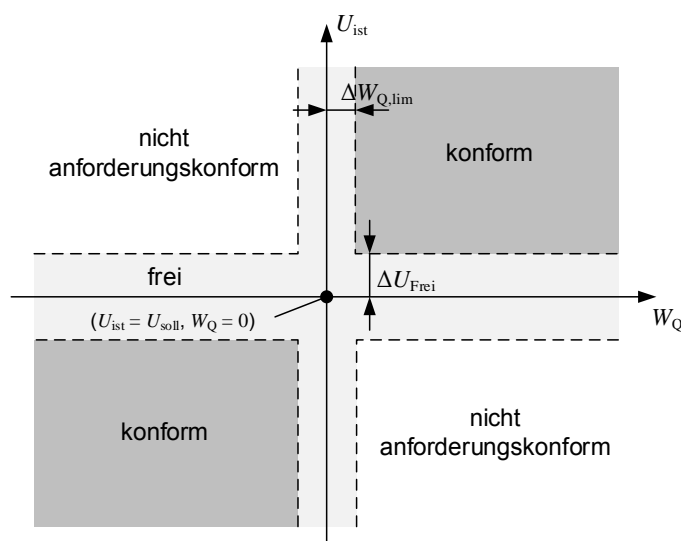 U_ist
ΔW_Q,lim
nicht
anforderungskonform
konform
frei
ΔU_Frei
(U_ist = U_soll, W_Q = 0)
W_Q
konform
nicht
anforderungskonform